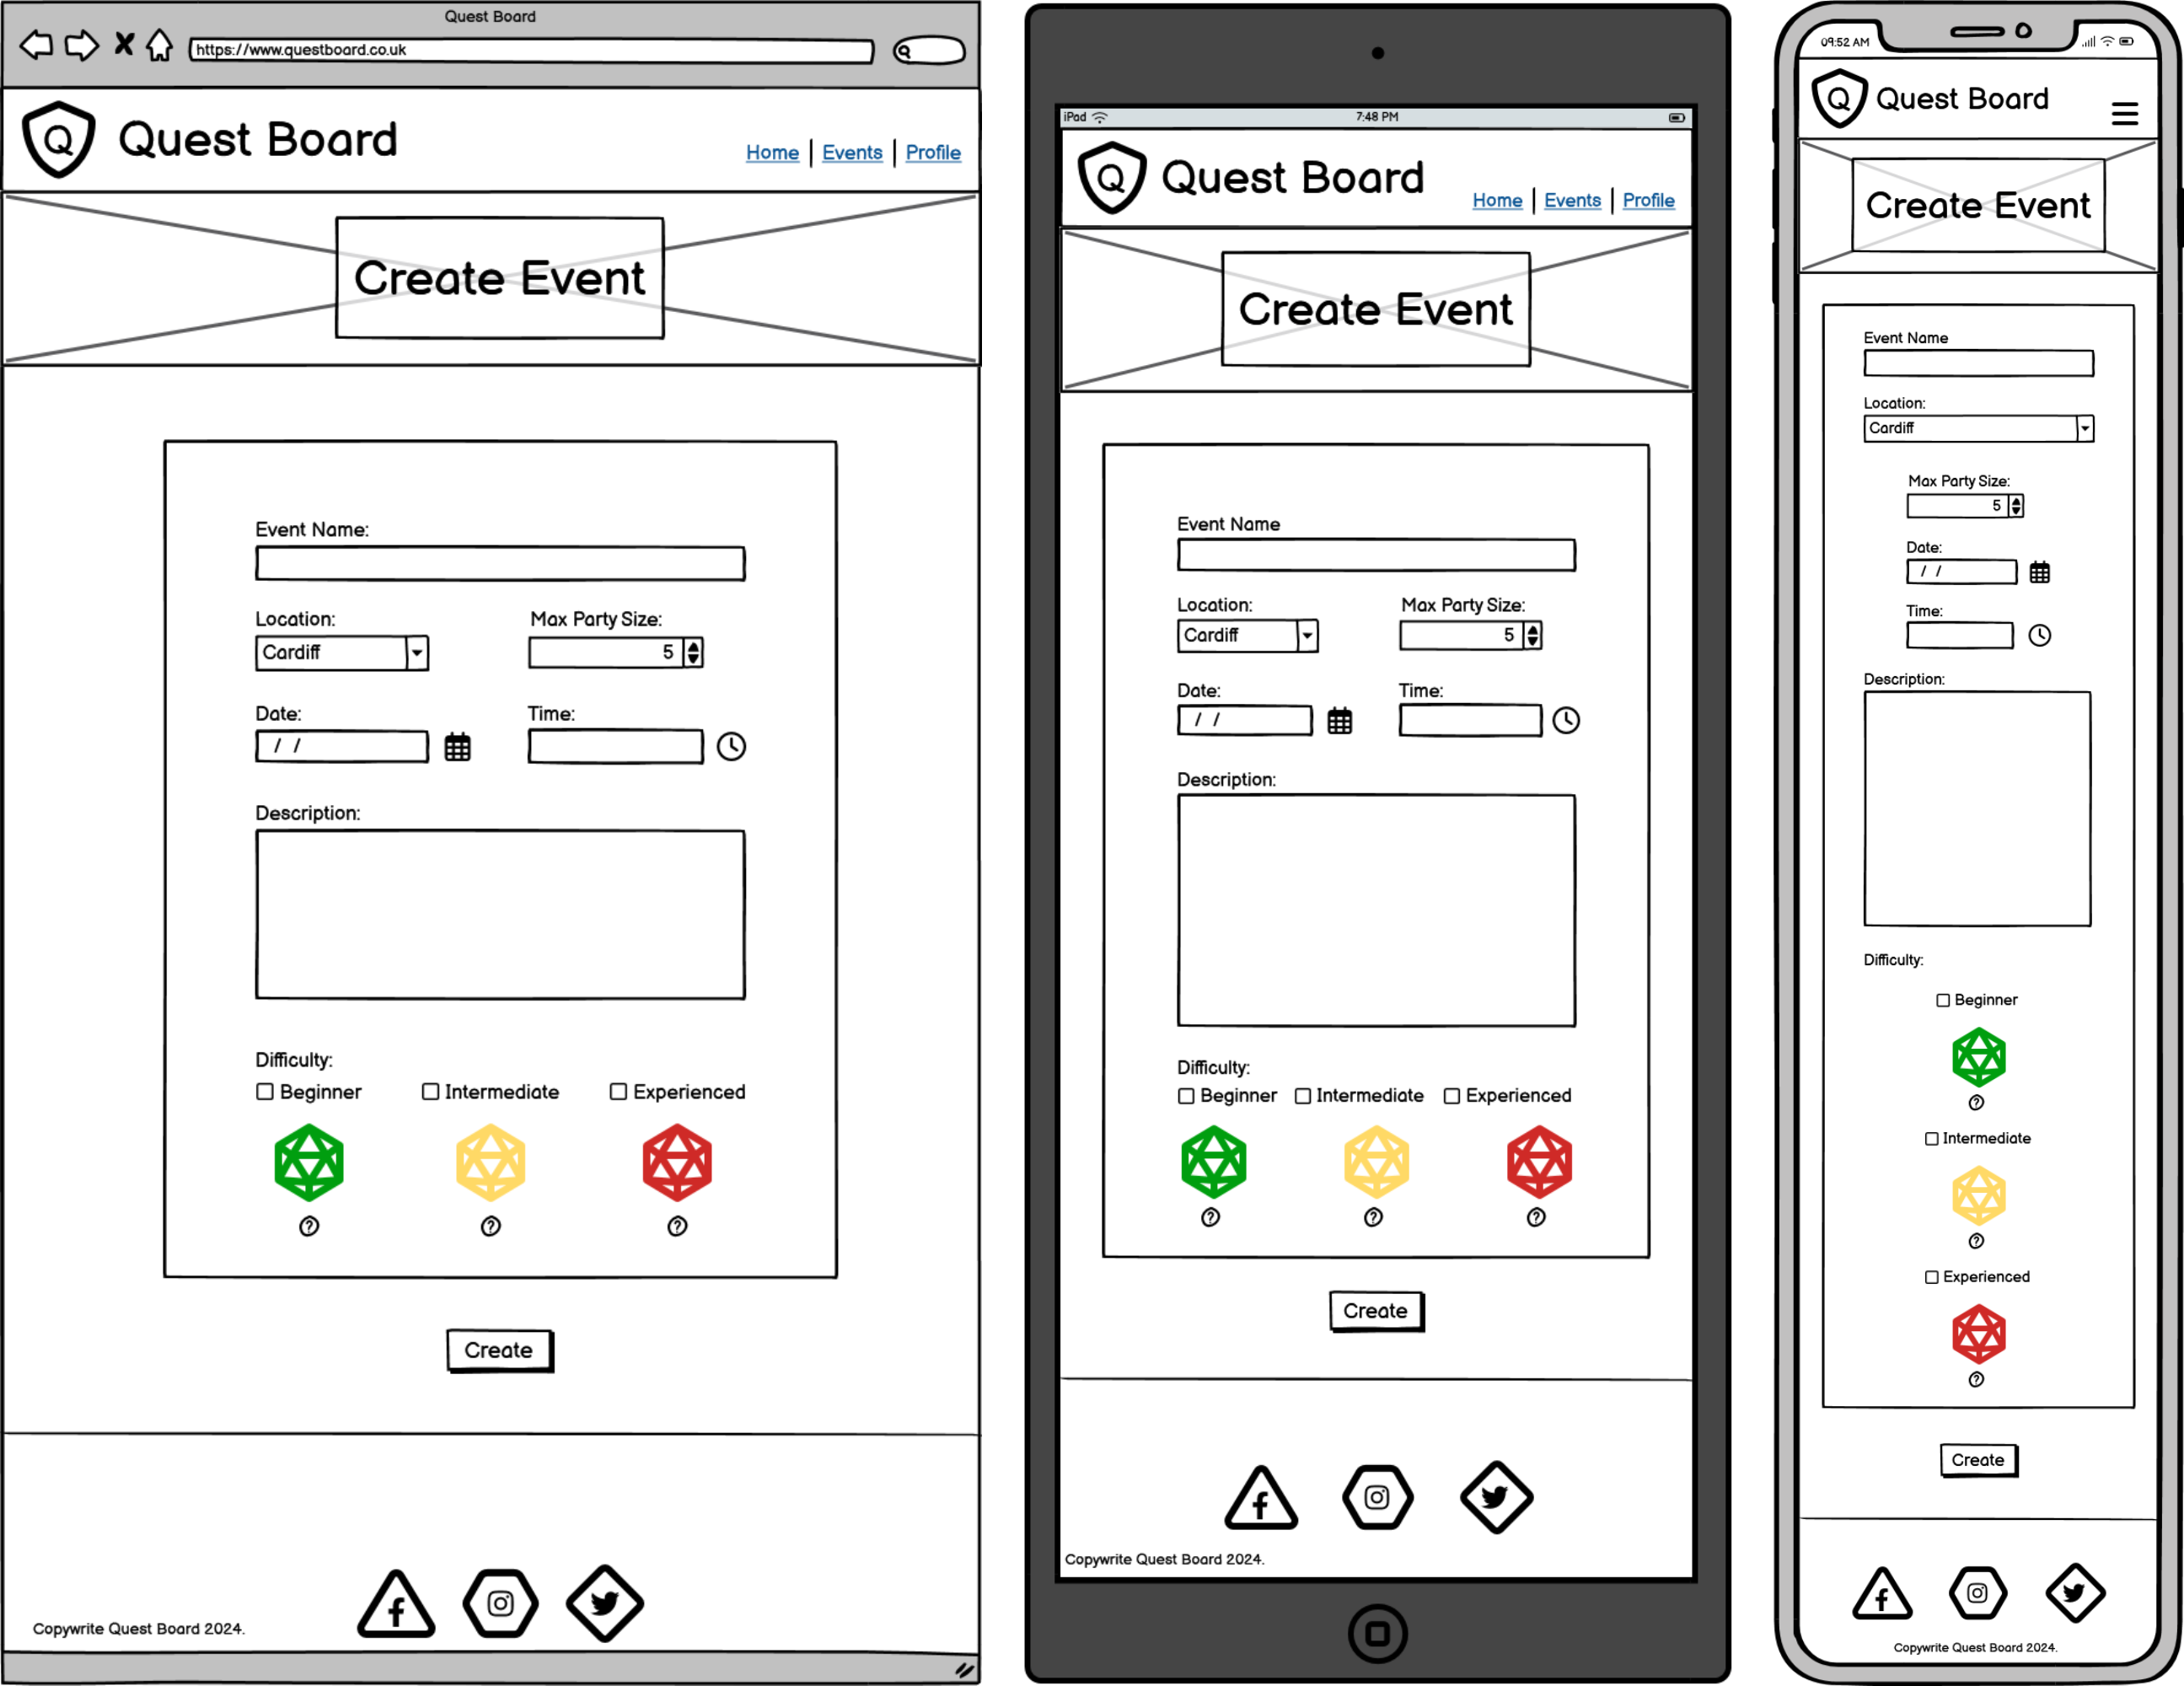 Quest Board
https://www.questboard.co.uk
Q
Quest Board
Home | Events | Profile
Create Event
Event Name:
Location: Max Party Size:
Cardiff 5
Date: Time:
/ /
Description:
Difficulty:
Beginner Intermediate Experienced
? ? ?
Create
Copywrite Quest Board 2024.
iPad 7:48 PM
Q
Quest Board
Home | Events | Profile
Create Event
Event Name
Location: Max Party Size:
Cardiff 5
Date: Time:
/ /
Description:
Difficulty:
Beginner Intermediate Experienced
? ? ?
Create
Copywrite Quest Board 2024.
09:52 AM
Q
Quest Board
Create Event
Event Name
Location:
Cardiff
Max Party Size:
5
Date:
/ /
Time:
Description:
Difficulty:
Beginner
?
Intermediate
?
Experienced
?
Create
Copywrite Quest Board 2024.